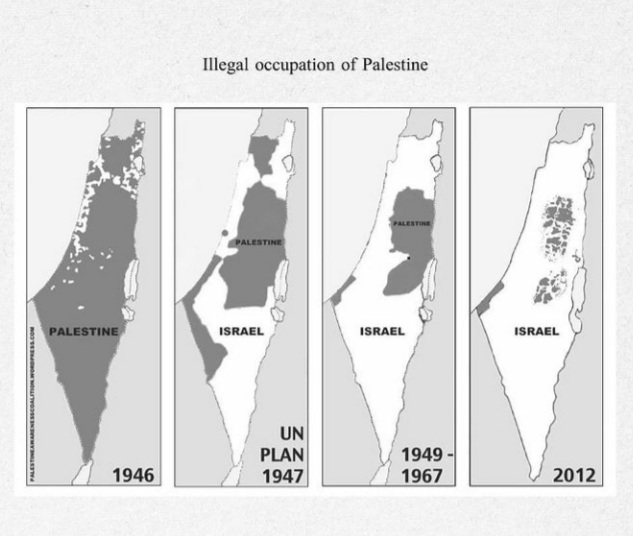 Illegal occupation of Palestine
PALESTINEAWARENESSCOALITION.WORDPRESS.COM
PALESTINE
1946
PALESTINE
ISRAEL
UN
PLAN
1947
PALESTINE
ISRAEL
1949 -
1967
ISRAEL
2012